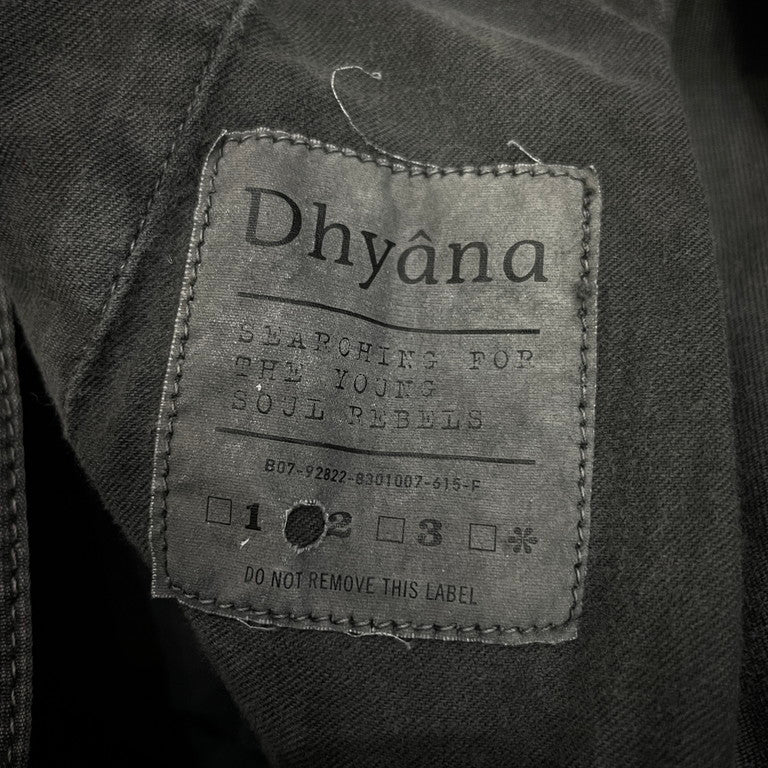 Dhyâna
SEARCHING FOR
THE YOUNG
SOUL REBELS
B07-92822-8301007-615-F
□ 1 2 □ 3 □ ✻
DO NOT REMOVE THIS LABEL